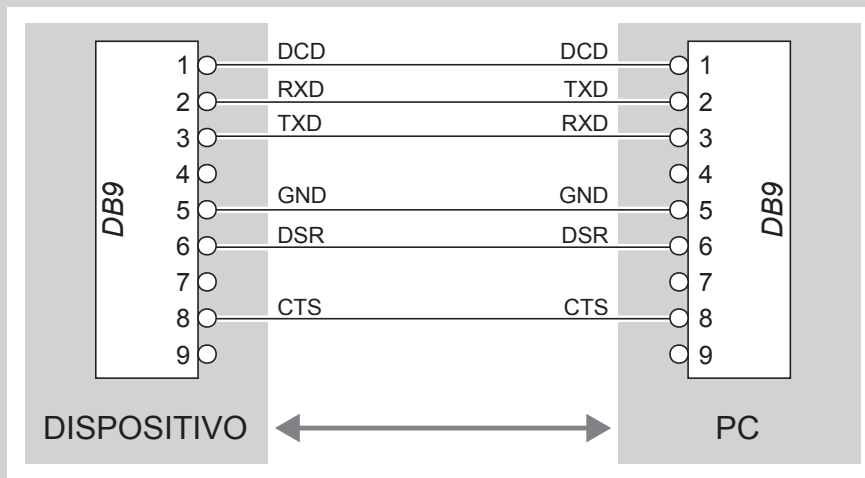 DCD DCD
1 1
RXD TXD
2 2
TXD RXD
3 3
4 4
GND GND
5 5
DB9 DB9
DSR DSR
6 6
7 7
CTS CTS
8 8
9 9
DISPOSITIVO PC